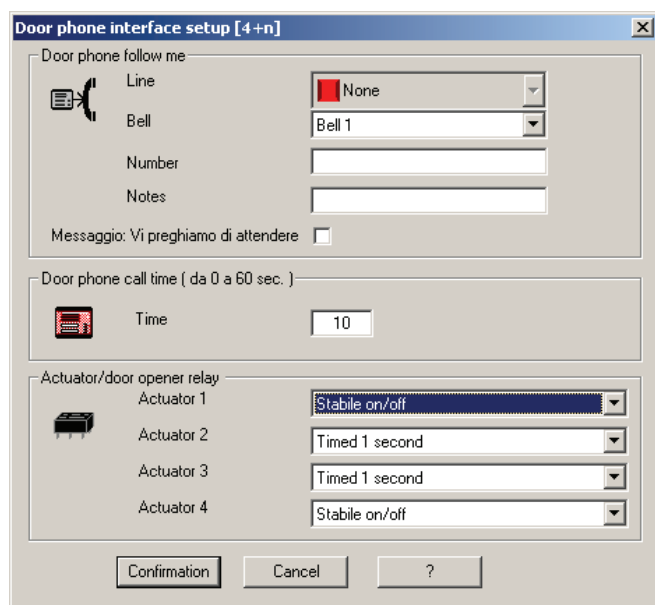 Door phone interface setup [4+n]
Door phone follow me
Line
None
Bell
Bell 1
Number
Notes
Messaggio: Vi preghiamo di attendere
Door phone call time ( da 0 a 60 sec. )
Time
10
Actuator/door opener relay
Actuator 1
Stabile on/off
Actuator 2
Timed 1 second
Actuator 3
Timed 1 second
Actuator 4
Stabile on/off
Confirmation
Cancel
?